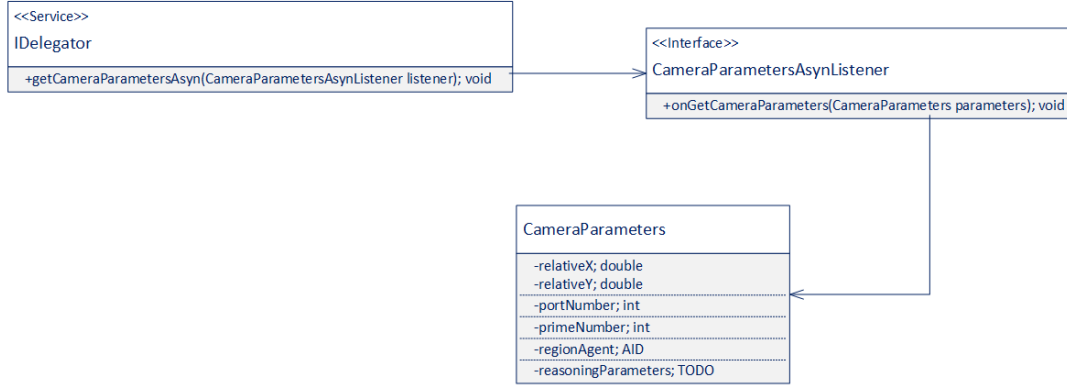 <<Service>>
IDelegator
+getCameraParametersAsyn(CameraParametersAsynListener listener); void
<<Interface>>
CameraParametersAsynListener
+onGetCameraParameters(CameraParameters parameters); void
CameraParameters
-relativeX; double
-relativeY; double
-portNumber; int
-primeNumber; int
-regionAgent; AID
-reasoningParameters; TODO